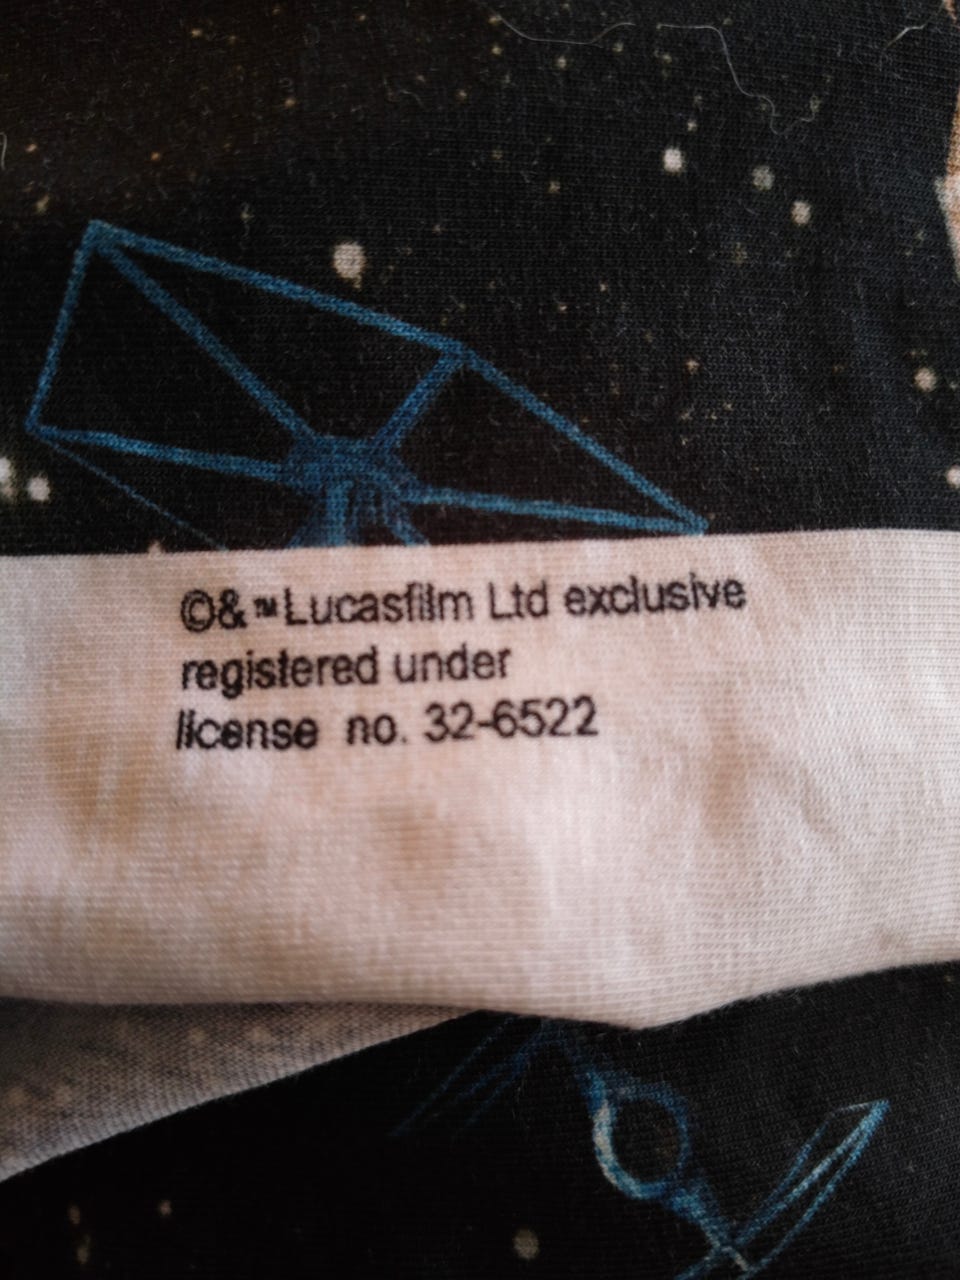 ©&™Lucasfilm Ltd exclusive
registered under
license no. 32-6522